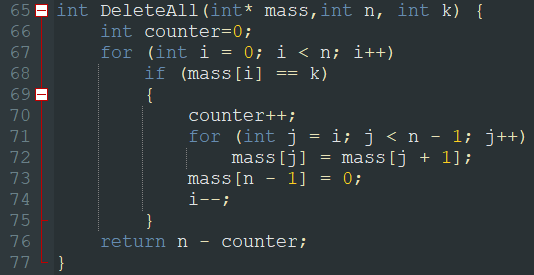 65 int DeleteAll(int* mass,int n, int k) {
66     int counter=0;
67     for (int i = 0; i < n; i++)
68         if (mass[i] == k)
69         {
70             counter++;
71             for (int j = i; j < n - 1; j++)
72                 mass[j] = mass[j + 1];
73             mass[n - 1] = 0;
74             i--;
75         }
76     return n - counter;
77 }